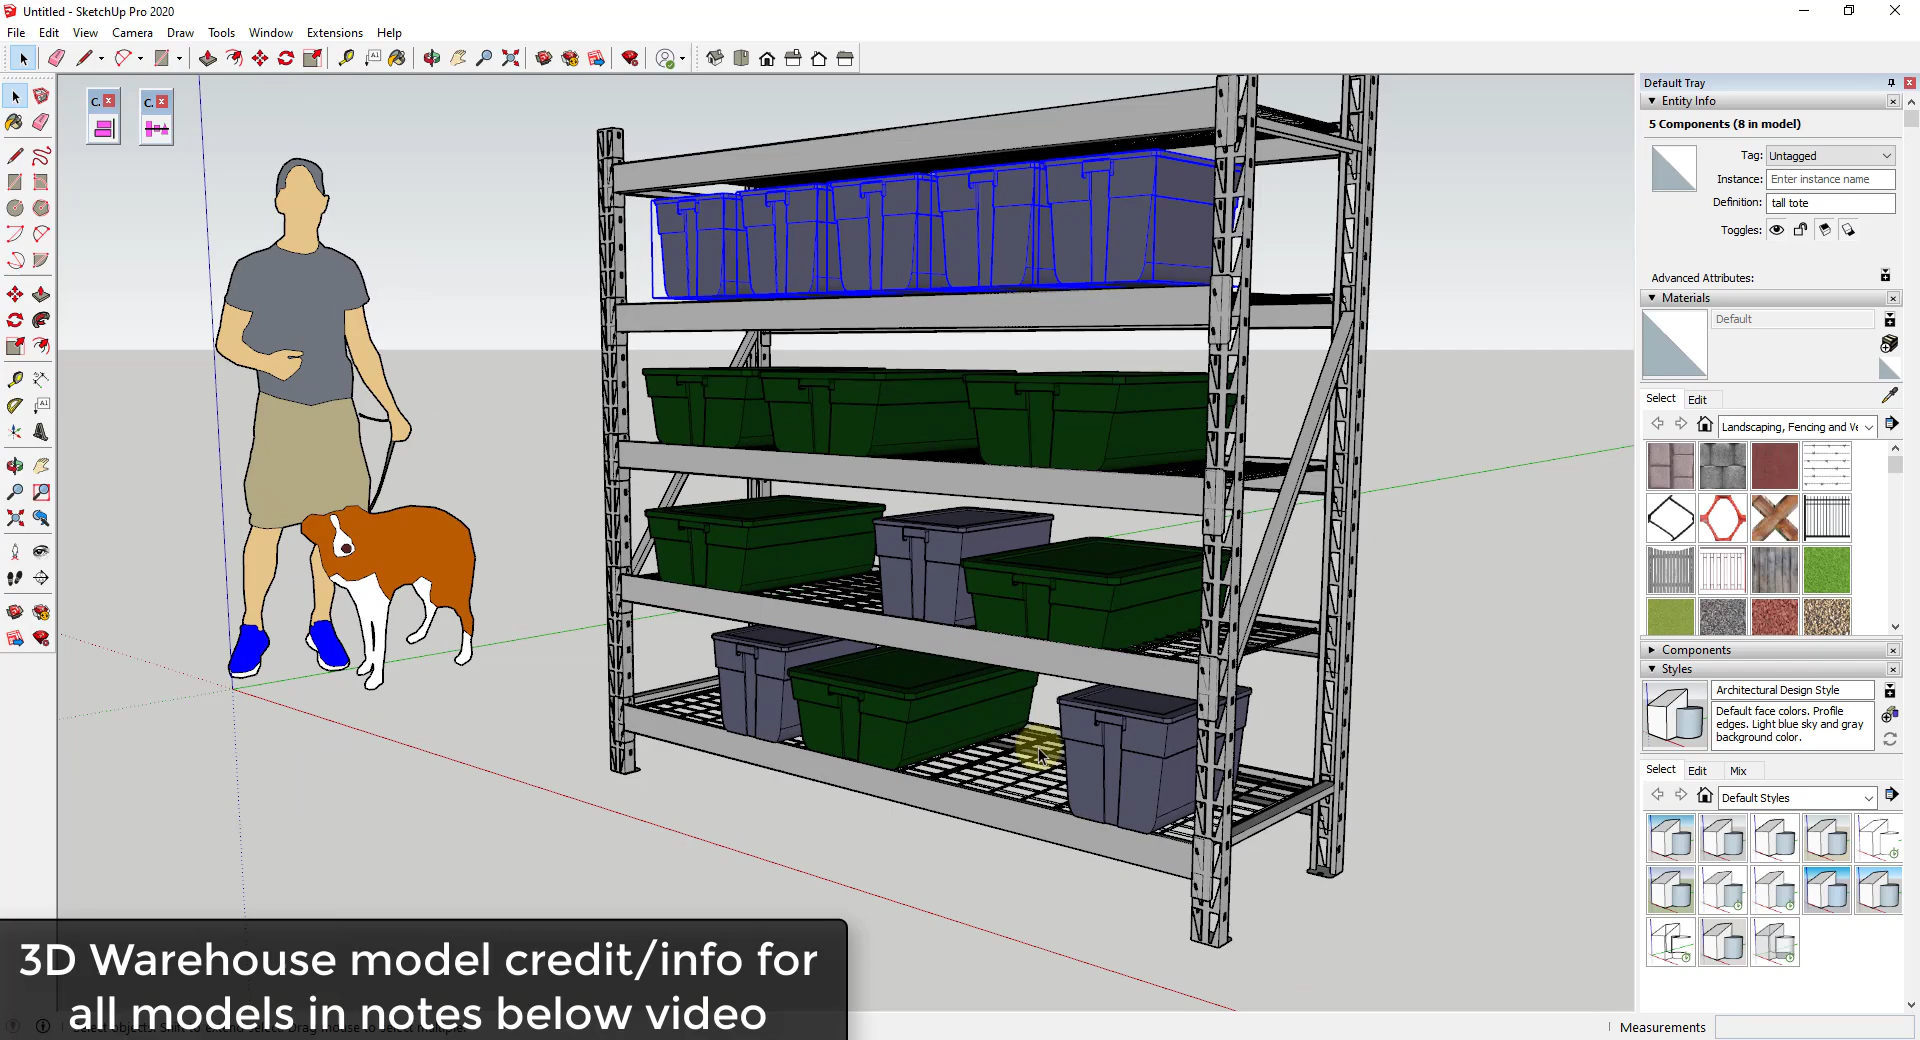 Untitled - SketchUp Pro 2020
File Edit View Camera Draw Tools Window Extensions Help
Default Tray
Entity Info
5 Components (8 in model)
Tag: Untagged
Instance: Enter instance name
Definition: tall tote
Toggles:
Advanced Attributes:
Materials
Default
Select Edit
Landscaping, Fencing and Ve
Components
Styles
Architectural Design Style
Default face colors. Profile
edges. Light blue sky and gray
background color.
Select Edit Mix
Default Styles
C. C.
3D Warehouse model credit/info for
all models in notes below video
Measurements